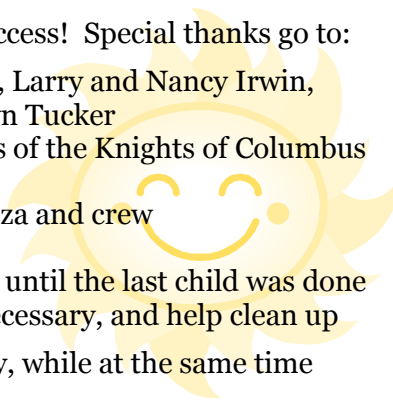 ccess!  Special thanks go to:
, Larry and Nancy Irwin,
n Tucker
s of the Knights of Columbus
za and crew
until the last child was done
cessary, and help clean up
y, while at the same time